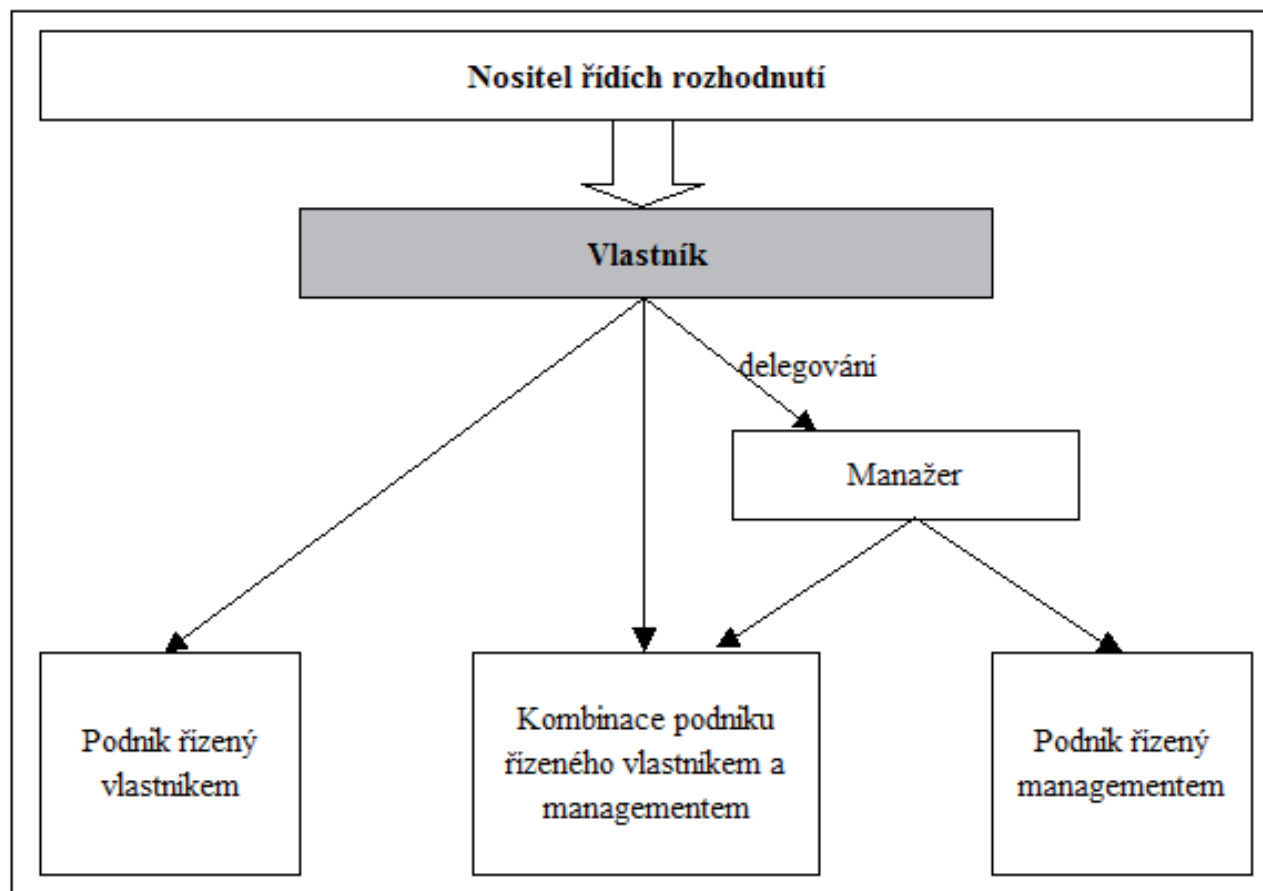 Nositel řídích rozhodnutí
Vlastník
delegování
Manažer
Podnik řízený
vlastníkem
Kombinace podniku
řízeného vlastníkem a
managementem
Podnik řízený
managementem